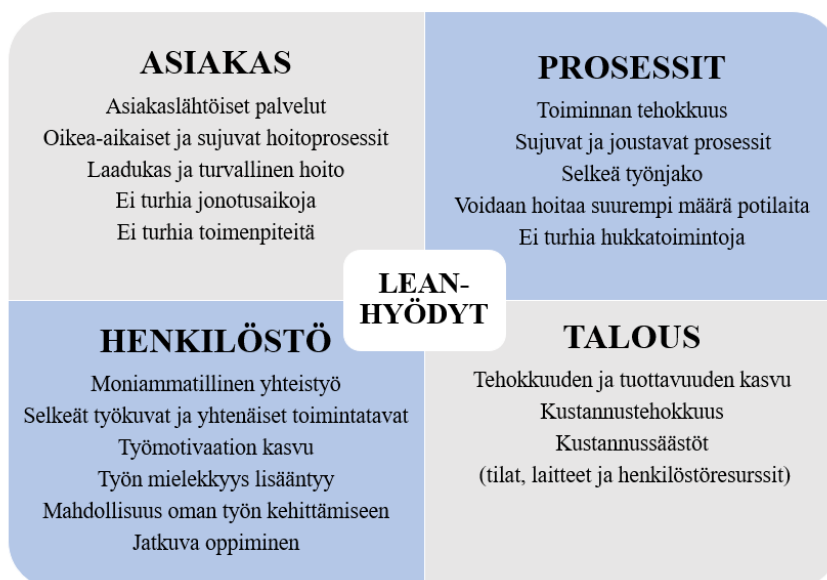 ASIAKAS
Asiakaslähtöiset palvelut
Oikea-aikaiset ja sujuvat hoitoprosessit
Laadukas ja turvallinen hoito
Ei turhia jonotusaikoja
Ei turhia toimenpiteitä
PROSESSIT
Toiminnan tehokkuus
Sujuvat ja joustavat prosessit
Selkeä työnjako
Voidaan hoitaa suurempi määrä potilaita
Ei turhia hukkatoimintoja
LEAN-
HYÖDYT
HENKILÖSTÖ
Moniammatillinen yhteistyö
Selkeät työkuvat ja yhtenäiset toimintatavat
Työmotivaation kasvu
Työn mielekkyys lisääntyy
Mahdollisuus oman työn kehittämiseen
Jatkuva oppiminen
TALOUS
Tehokkuuden ja tuottavuuden kasvu
Kustannustehokkuus
Kustannussäästöt
(tilat, laitteet ja henkilöstöresurssit)